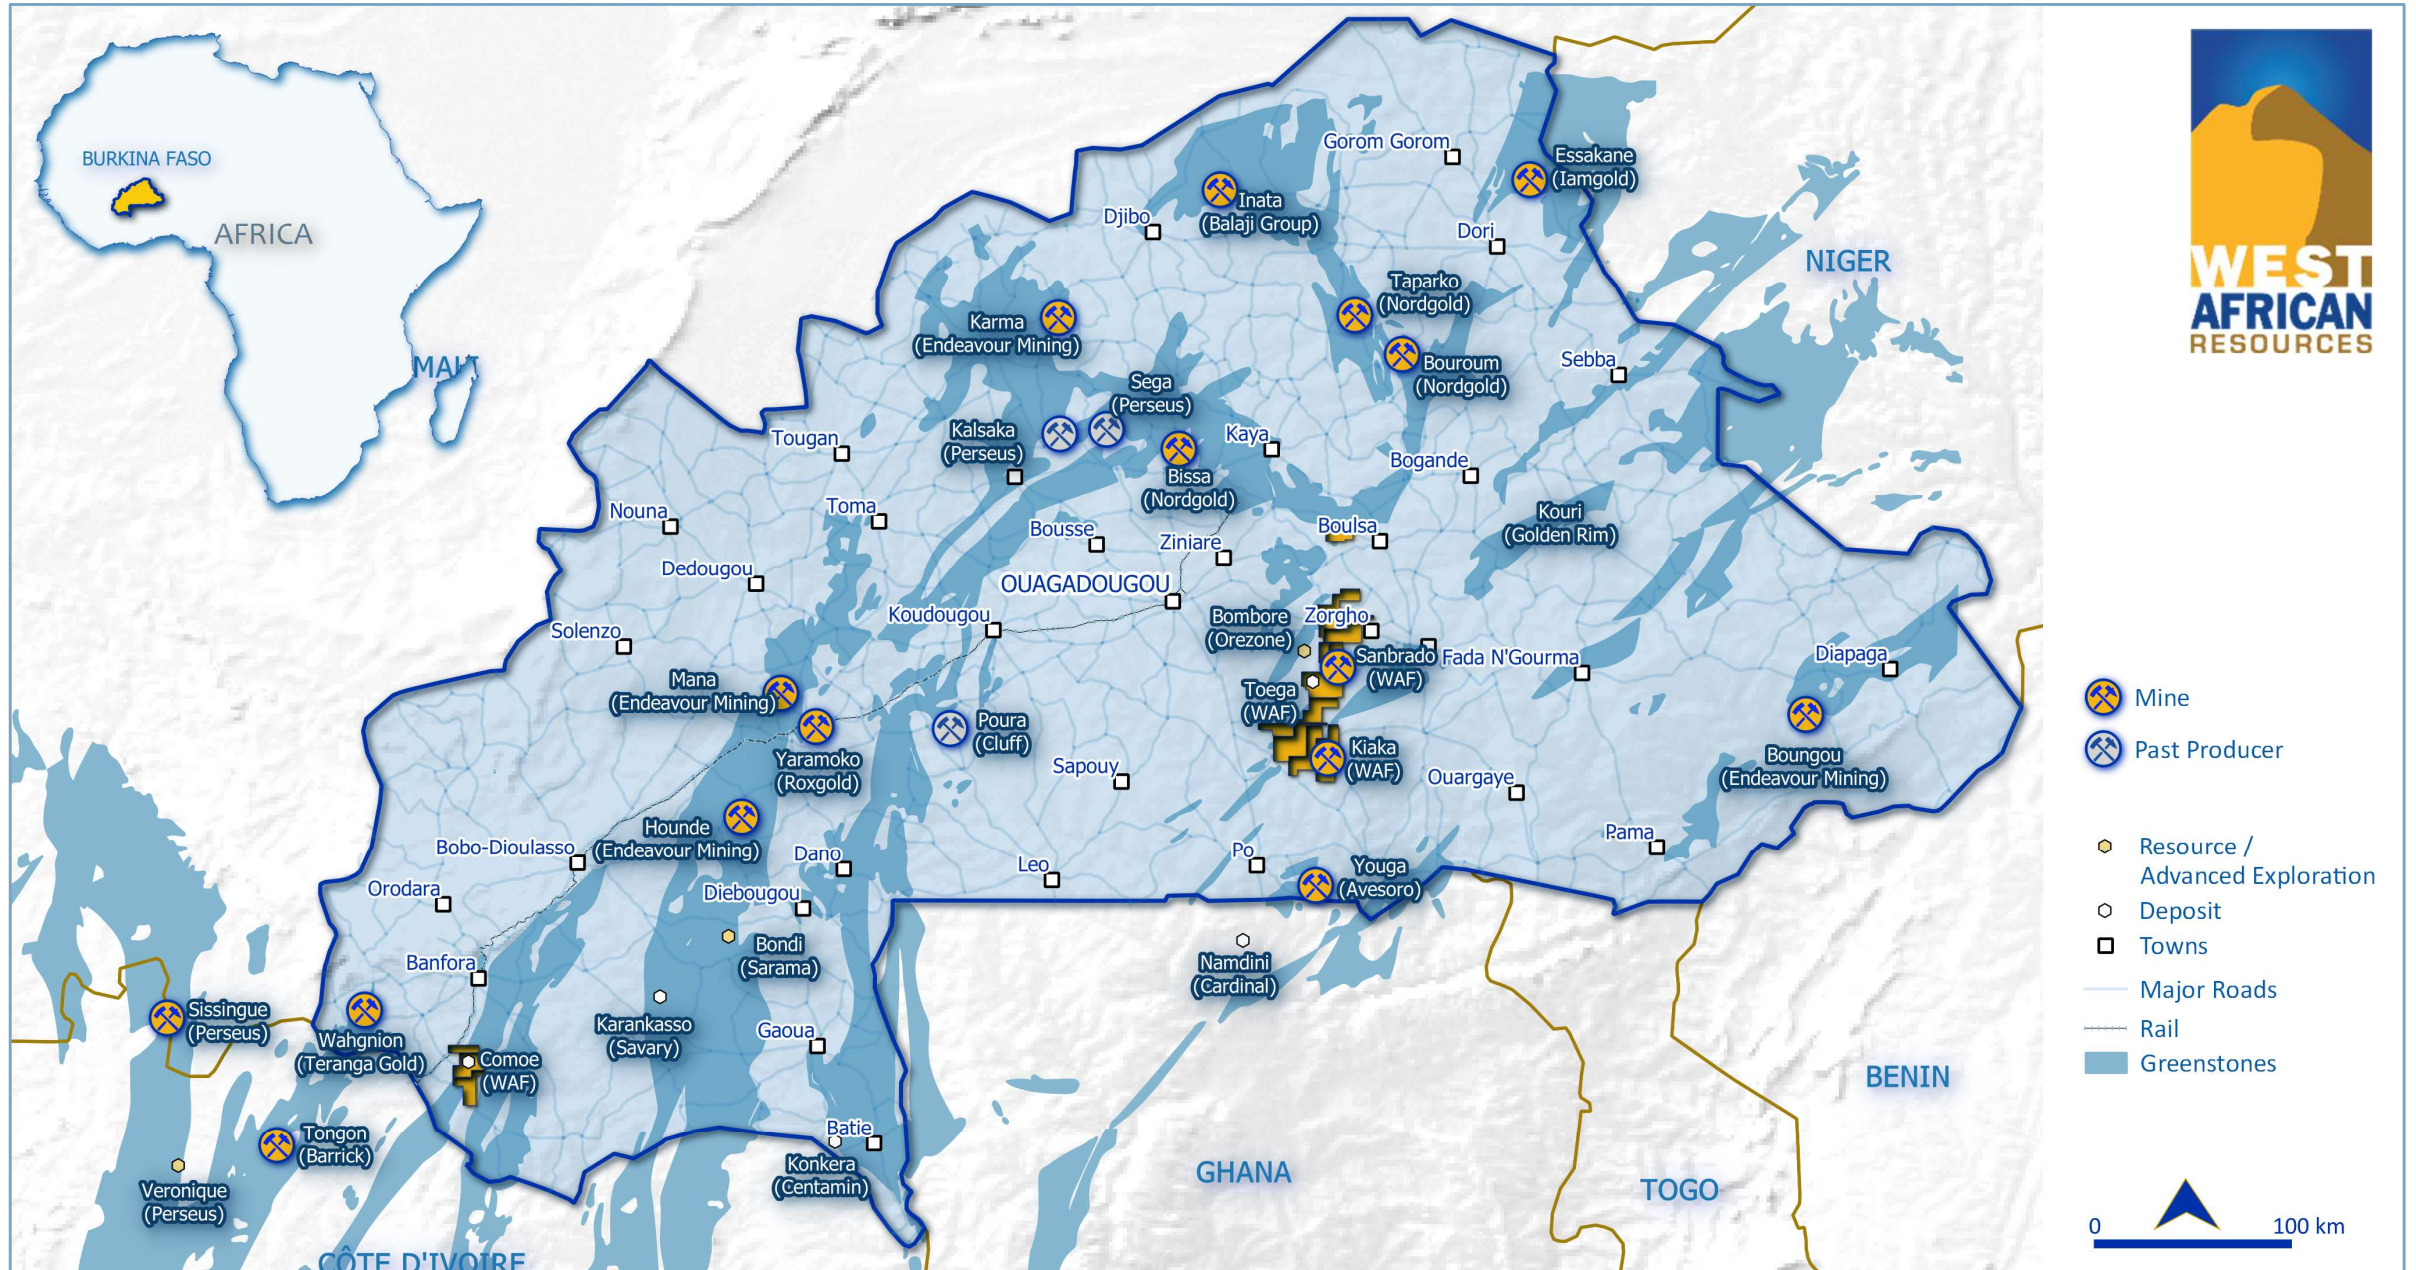 BURKINA FASO
AFRICA
MALI
NIGER
BENIN
TOGO
GHANA
CÔTE D'IVOIRE
Gorom Gorom
Essakane
(Iamgold)
Inata
(Balaji Group)
Djibo
Dori
Taparko
(Nordgold)
Karma
(Endeavour Mining)
Bouroum
(Nordgold)
Sebba
Sega
(Perseus)
Kalsaka
(Perseus)
Tougan
Kaya
Bogande
Bissa
(Nordgold)
Nouna
Toma
Bousse
Ziniare
Boulsa
Kouri
(Golden Rim)
Dedougou
OUAGADOUGOU
Koudougou
Bombore
(Orezone)
Zorgho
Solenzo
Sanbrado
(WAF)
Fada N'Gourma
Diapaga
Mana
(Endeavour Mining)
Toega
(WAF)
Yaramoko
(Roxgold)
Poura
(Cluff)
Kiaka
(WAF)
Sapouy
Ouargaye
Boungou
(Endeavour Mining)
Hounde
(Endeavour Mining)
Bobo-Dioulasso
Dano
Leo
Po
Pama
Youga
(Avesoro)
Orodara
Diebougou
Bondi
(Sarama)
Banfora
Namdini
(Cardinal)
Sissingue
(Perseus)
Wahgnion
(Teranga Gold)
Karankasso
(Savary)
Gaoua
Comoe
(WAF)
Tongon
(Barrick)
Batie
Konkera
(Centamin)
Veronique
(Perseus)
WEST
AFRICAN
RESOURCES
Mine
Past Producer
Resource /
Advanced Exploration
Deposit
Towns
Major Roads
Rail
Greenstones
0 100 km